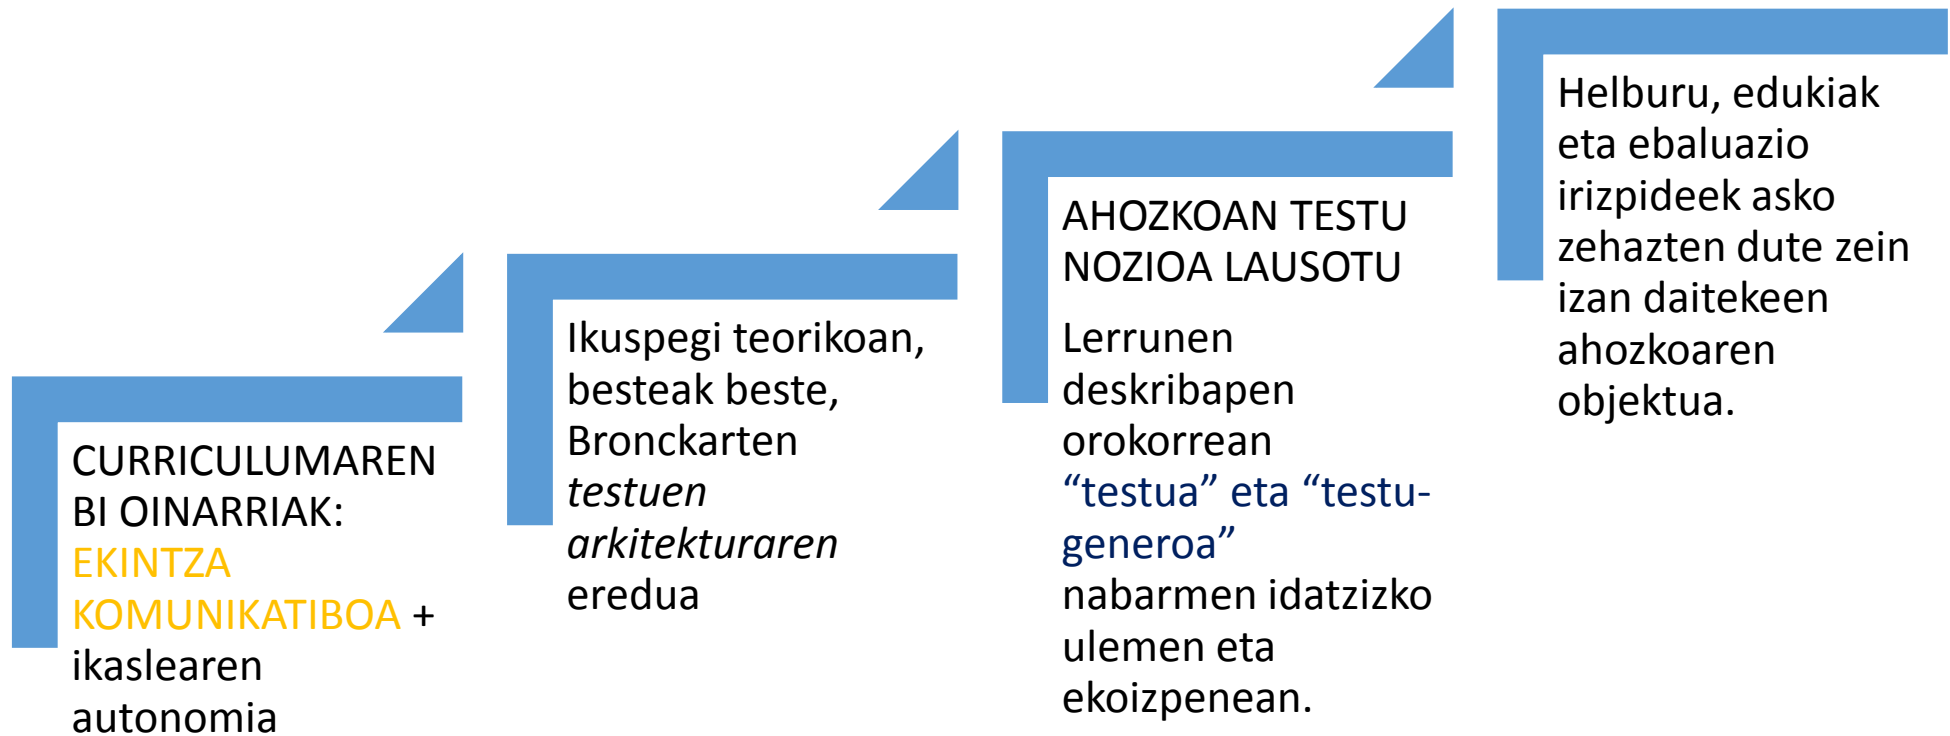 CURRICULUMAREN
BI OINARRIAK:
EKINTZA
KOMUNIKATIBOA +
ikaslearen
autonomia
Ikuspegi teorikoan,
besteak beste,
Bronckarten
testuen
arkitekturaren
eredua
AHOZKOAN TESTU
NOZIOA LAUSOTU
Lerrunen
deskribapen
orokorrean
“testua” eta “testu-
generoa”
nabarmen idatzizko
ulemen eta
ekoizpenean.
Helburu, edukiak
eta ebaluazio
irizpideek asko
zehazten dute zein
izan daitekeen
ahozkoaren
objektua.